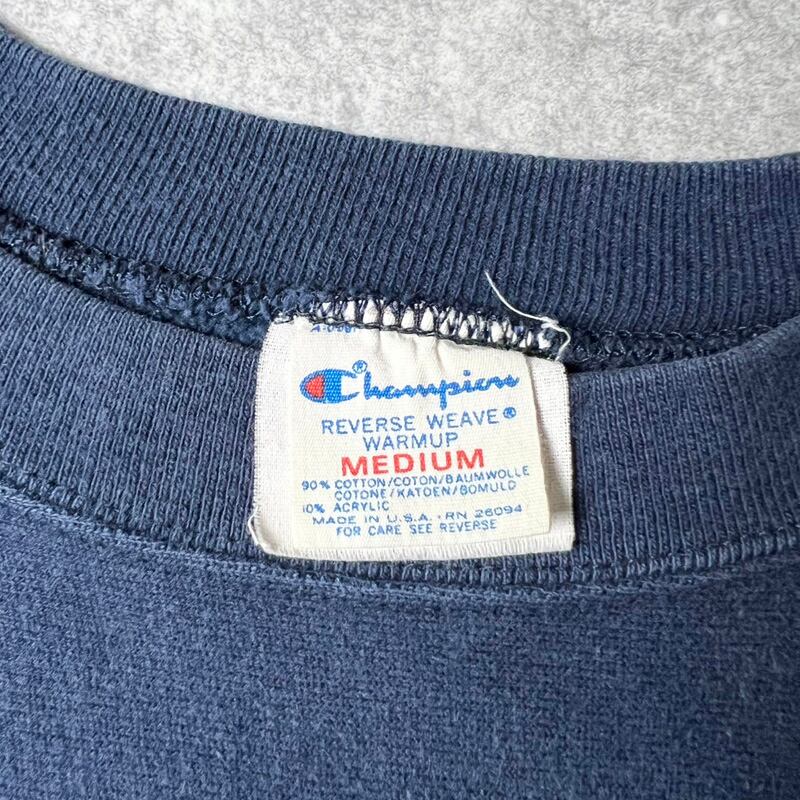 Champion®
REVERSE WEAVE®
WARMUP
MEDIUM
90% COTTON/COTON/BAUMWOLLE
COTONE/KATOEN/BOMULD
10% ACRYLIC
MADE IN U.S.A. · RN 26094
FOR CARE SEE REVERSE